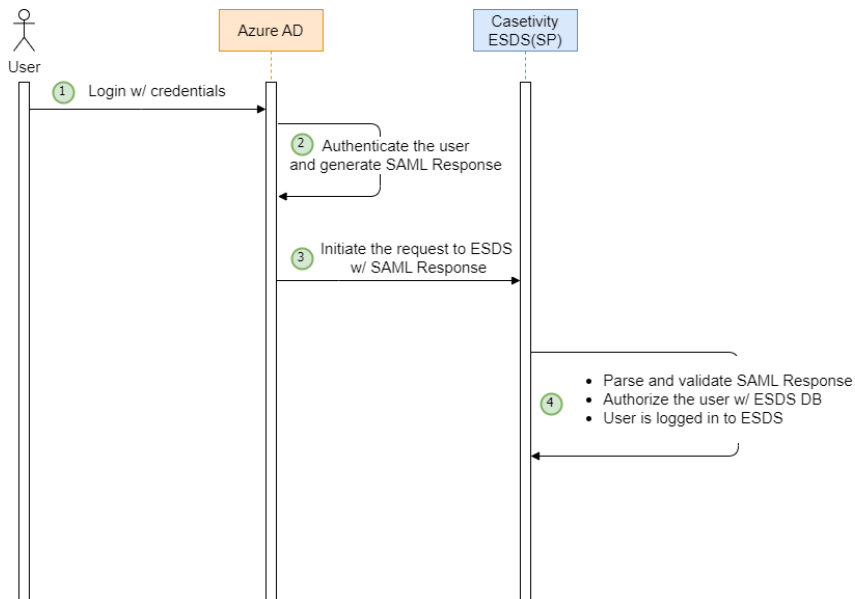 User
Azure AD
Casetivity
ESDS(SP)
1
Login w/ credentials
2
Authenticate the user
and generate SAML Response
3
Initiate the request to ESDS
w/ SAML Response
4
• Parse and validate SAML Response
• Authorize the user w/ ESDS DB
• User is logged in to ESDS